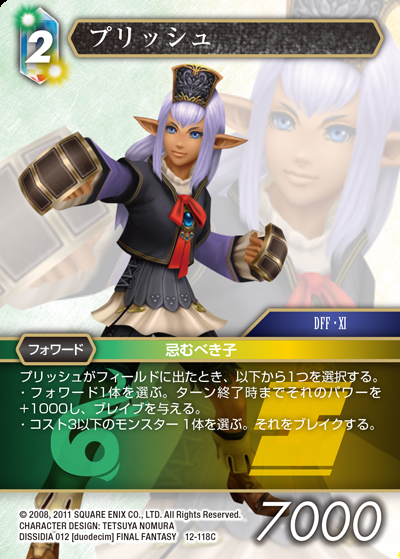 2
プリッシュ
DFF・XI
フォワード
忌むべき子
プリッシュがフィールドに出たとき、以下から1つを選択する。
・フォワード1体を選ぶ。ターン終了時までそれのパワーを
+1000し、ブレイブを与える。
・コスト3以下のモンスター 1体を選ぶ。それをブレイクする。
© 2008, 2011 SQUARE ENIX CO., LTD. All Rights Reserved.
CHARACTER DESIGN: TETSUYA NOMURA
DISSIDIA 012 [duodecim] FINAL FANTASY 12-118C
7000